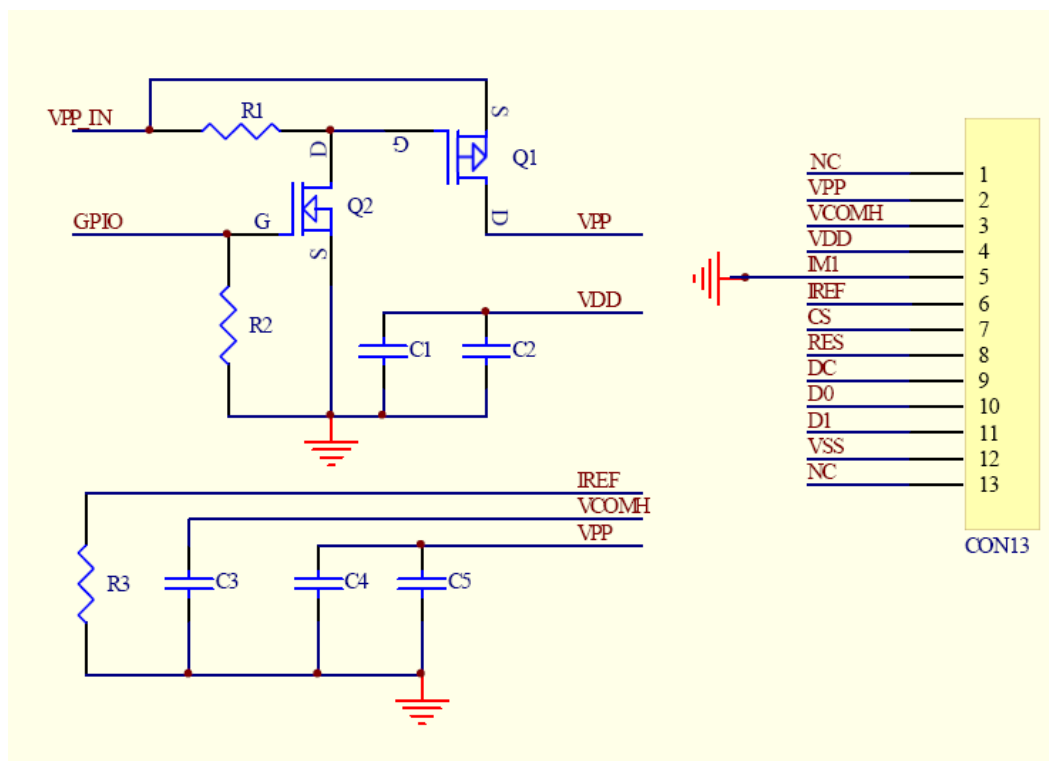 R1
S
VPP_IN
D
G
Q1
NC
1
VPP
2
Q2
VCOMH
3
GPIO
G
D
VPP
VDD
4
S
IM1
5
IREF
6
VDD
CS
7
R2
C1
C2
RES
8
DC
9
D0
10
D1
11
VSS
12
IREF
NC
13
VCOMH
VPP
CON13
R3
C3
C4
C5